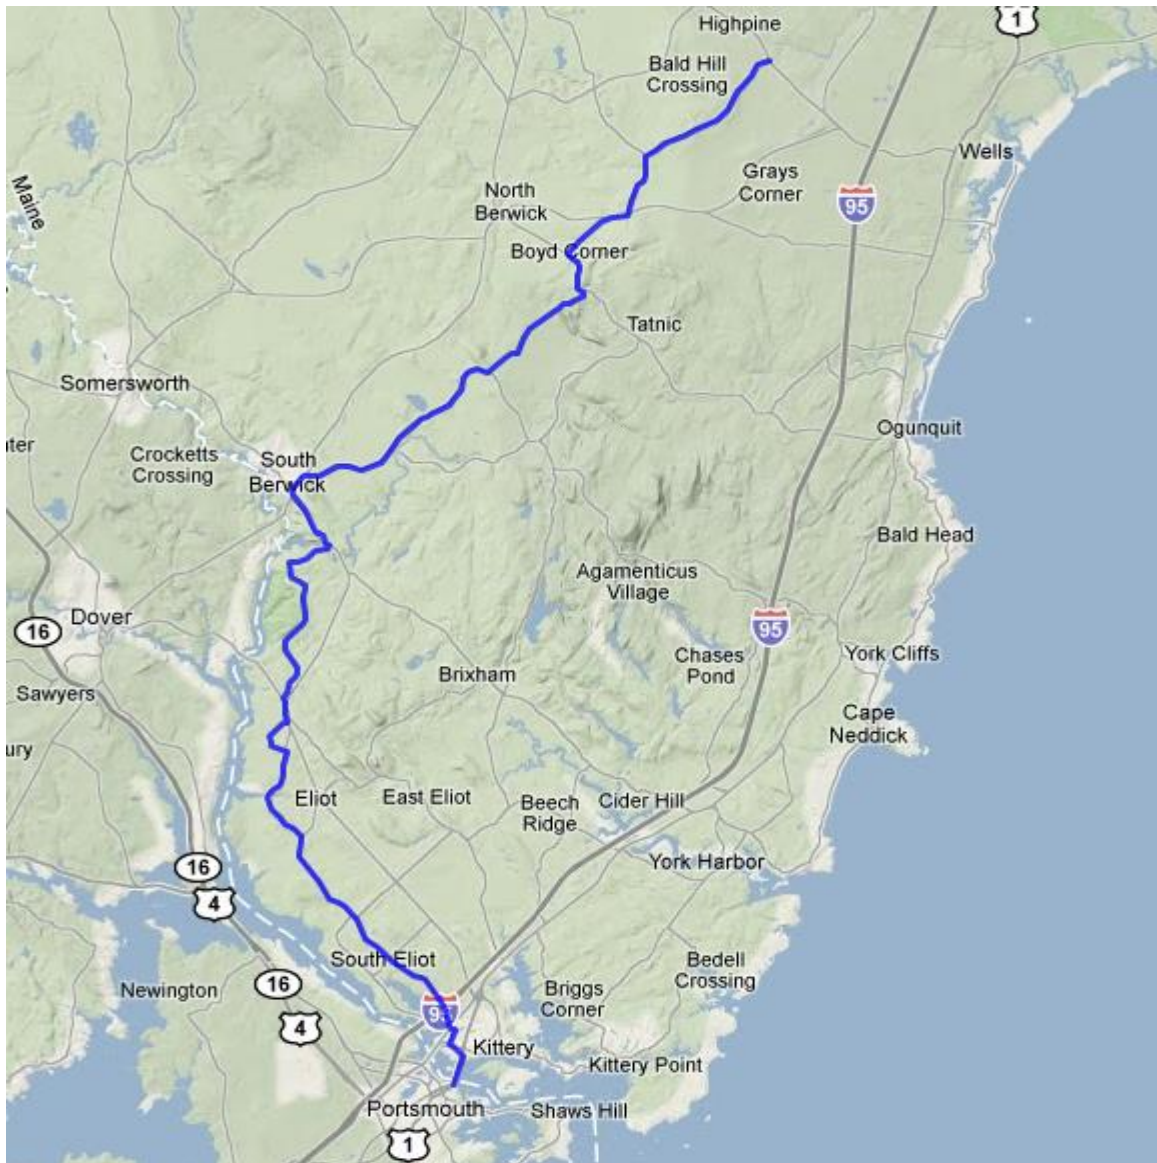 Highpine
1
Bald Hill
Crossing
Wells
Maine
Grays
Corner
95
North
Berwick
Boyd Corner
Tatnic
Somersworth
Ogunquit
ter
Crocketts
Crossing
South
Berwick
Bald Head
Agamenticus
Village
Dover
16
95
Chases
Pond
York Cliffs
Brixham
Sawyers
Cape
Neddick
ury
Eliot
East Eliot
Beech
Ridge
Cider Hill
York Harbor
16
4
South Eliot
Bedell
Crossing
Newington
16
Briggs
Corner
95
4
Kittery
Kittery Point
Portsmouth
Shaws Hill
1